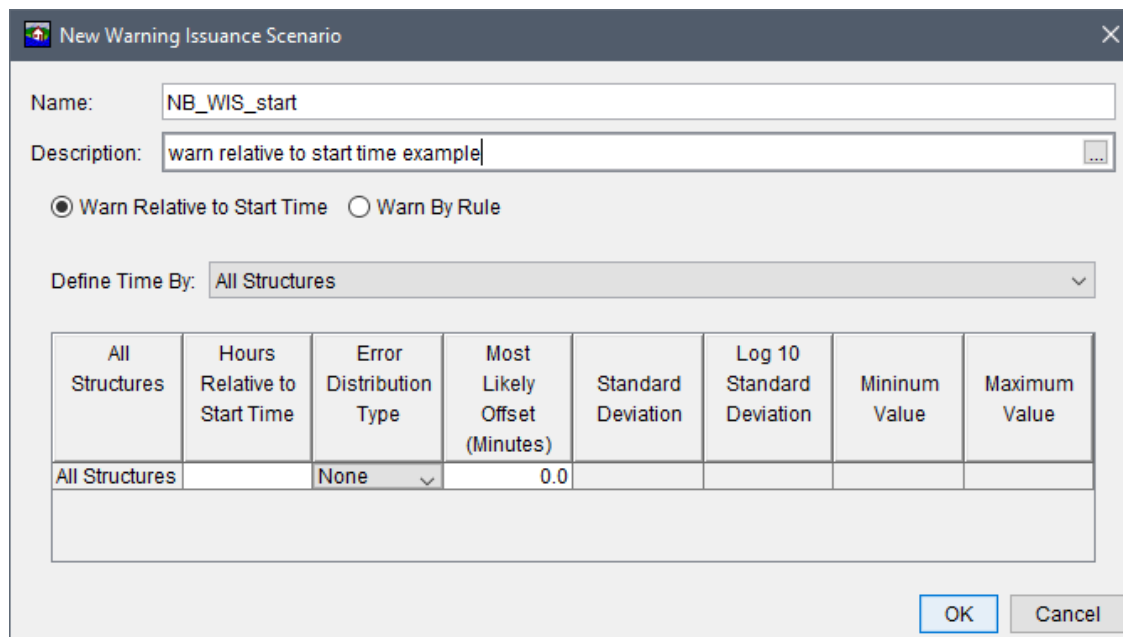 New Warning Issuance Scenario
Name: NB_WIS_start
Description: warn relative to start time example ...
Warn Relative to Start Time Warn By Rule
Define Time By: All Structures
All Structures Hours Relative to Start Time Error Distribution Type Most Likely Offset (Minutes) Standard Deviation Log 10 Standard Deviation Mininum Value Maximum Value
All Structures None 0.0
OK Cancel